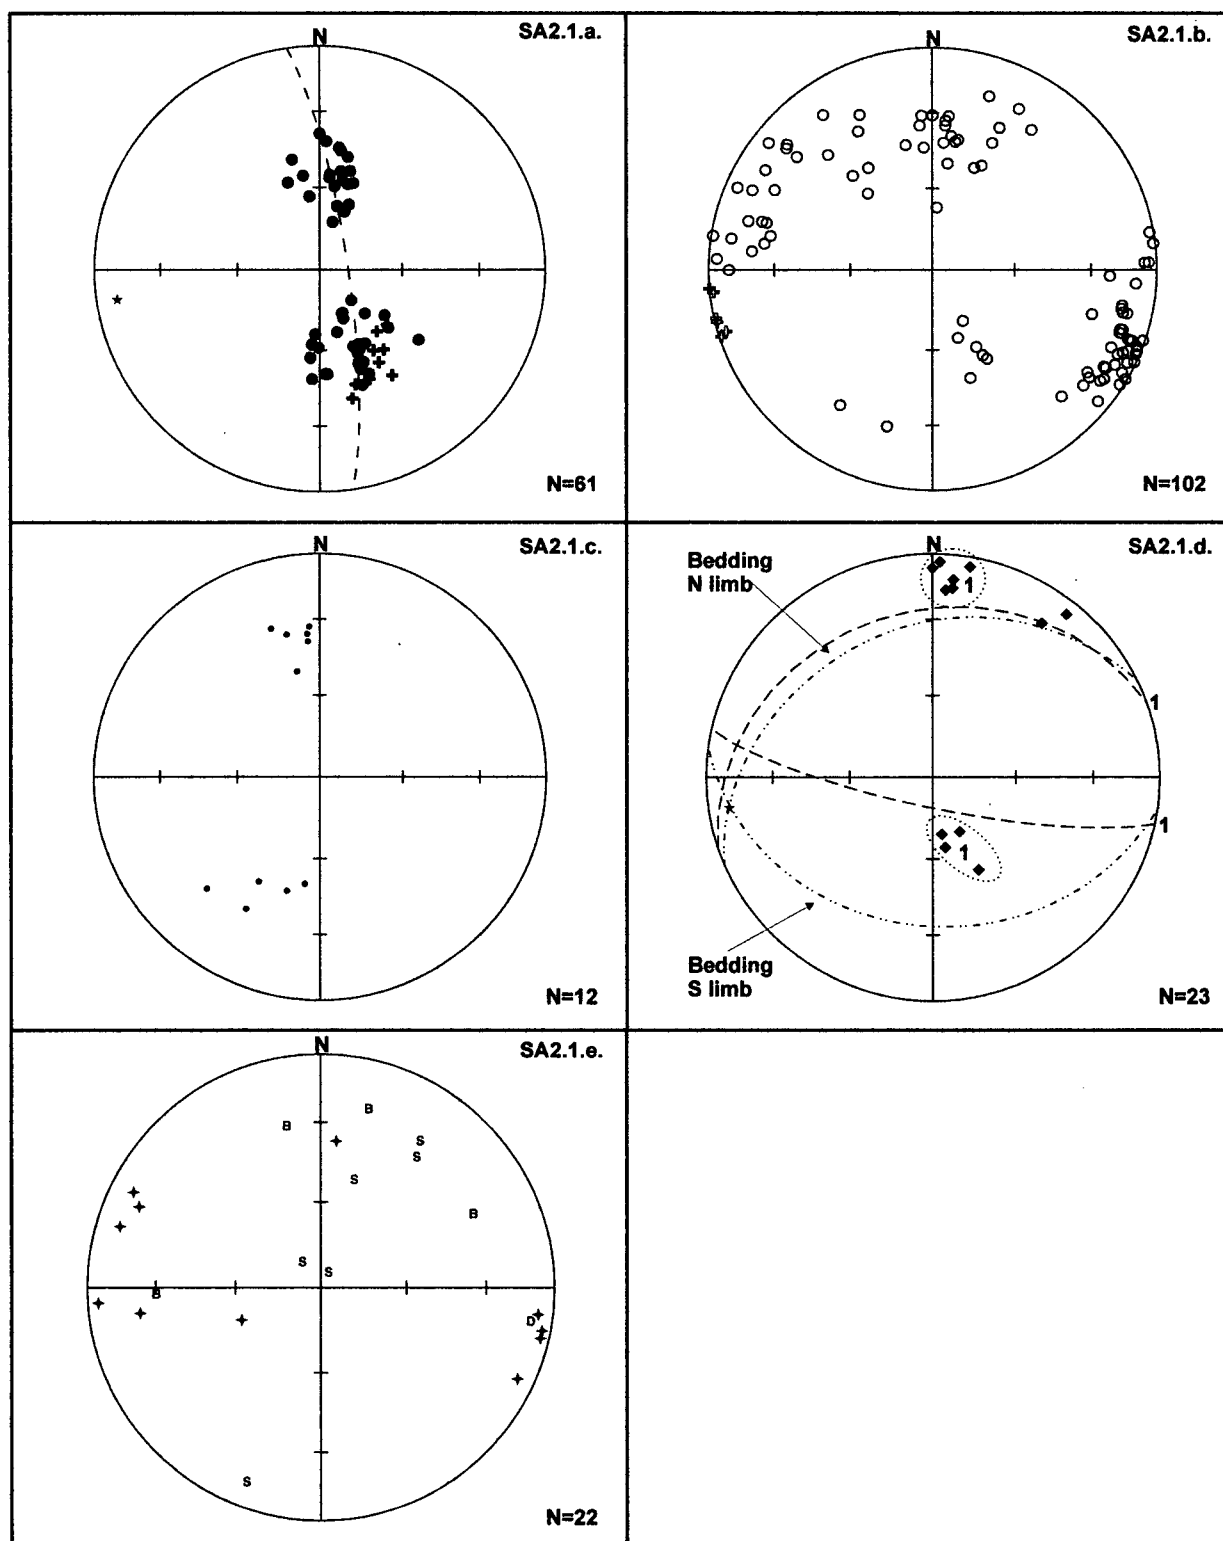 SA2.1.a.
N
N=61
SA2.1.b.
N
N=102
SA2.1.c.
N
N=12
SA2.1.d.
N
Bedding
N limb
1
1
1
1
Bedding
S limb
N=23
SA2.1.e.
N
B
B
S
S
S
B
S
S
B
D
S
N=22